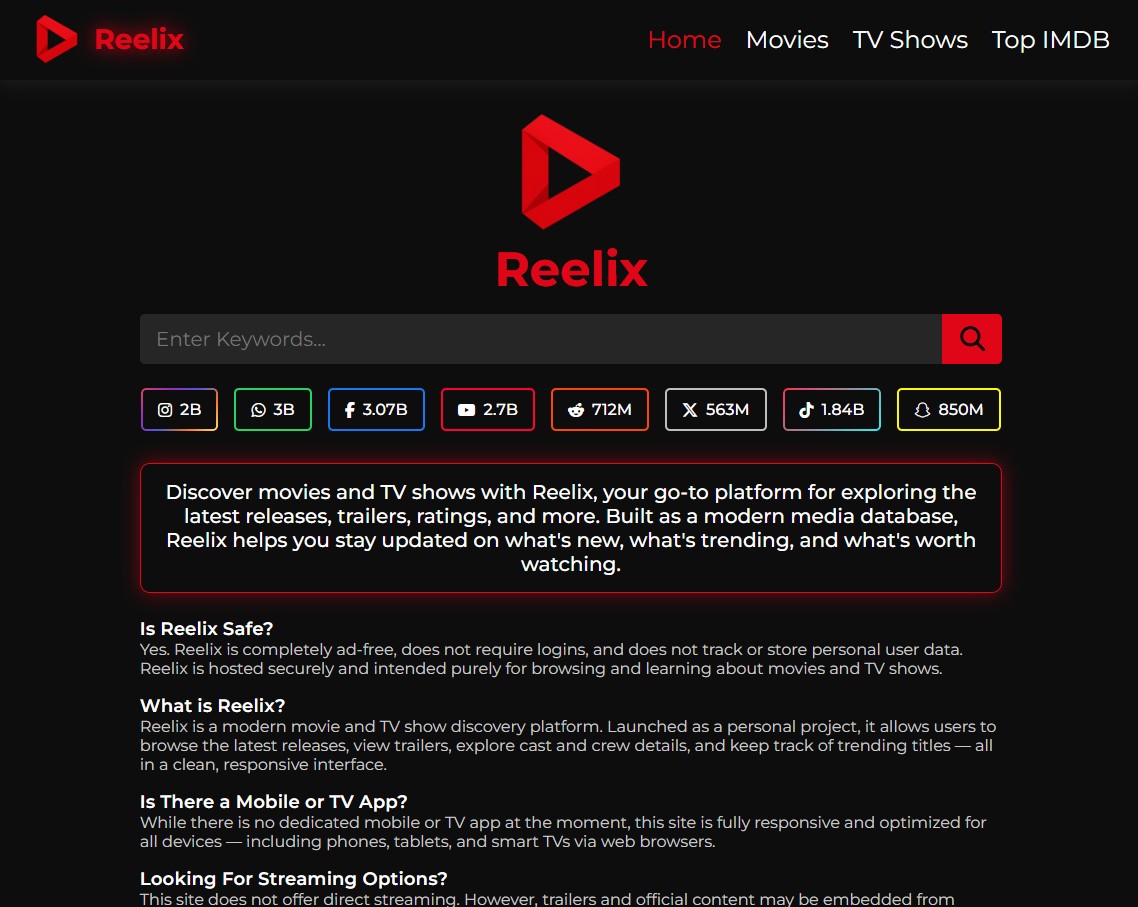 Reelix
Home Movies TV Shows Top IMDB
Reelix
Enter Keywords...
2B 3B 3.07B 2.7B 712M 563M 1.84B 850M
Discover movies and TV shows with Reelix, your go-to platform for exploring the
latest releases, trailers, ratings, and more. Built as a modern media database,
Reelix helps you stay updated on what's new, what's trending, and what's worth
watching.
Is Reelix Safe?
Yes. Reelix is completely ad-free, does not require logins, and does not track or store personal user data.
Reelix is hosted securely and intended purely for browsing and learning about movies and TV shows.
What is Reelix?
Reelix is a modern movie and TV show discovery platform. Launched as a personal project, it allows users to
browse the latest releases, view trailers, explore cast and crew details, and keep track of trending titles — all
in a clean, responsive interface.
Is There a Mobile or TV App?
While there is no dedicated mobile or TV app at the moment, this site is fully responsive and optimized for
all devices — including phones, tablets, and smart TVs via web browsers.
Looking For Streaming Options?
This site does not offer direct streaming. However, trailers and official content may be embedded from